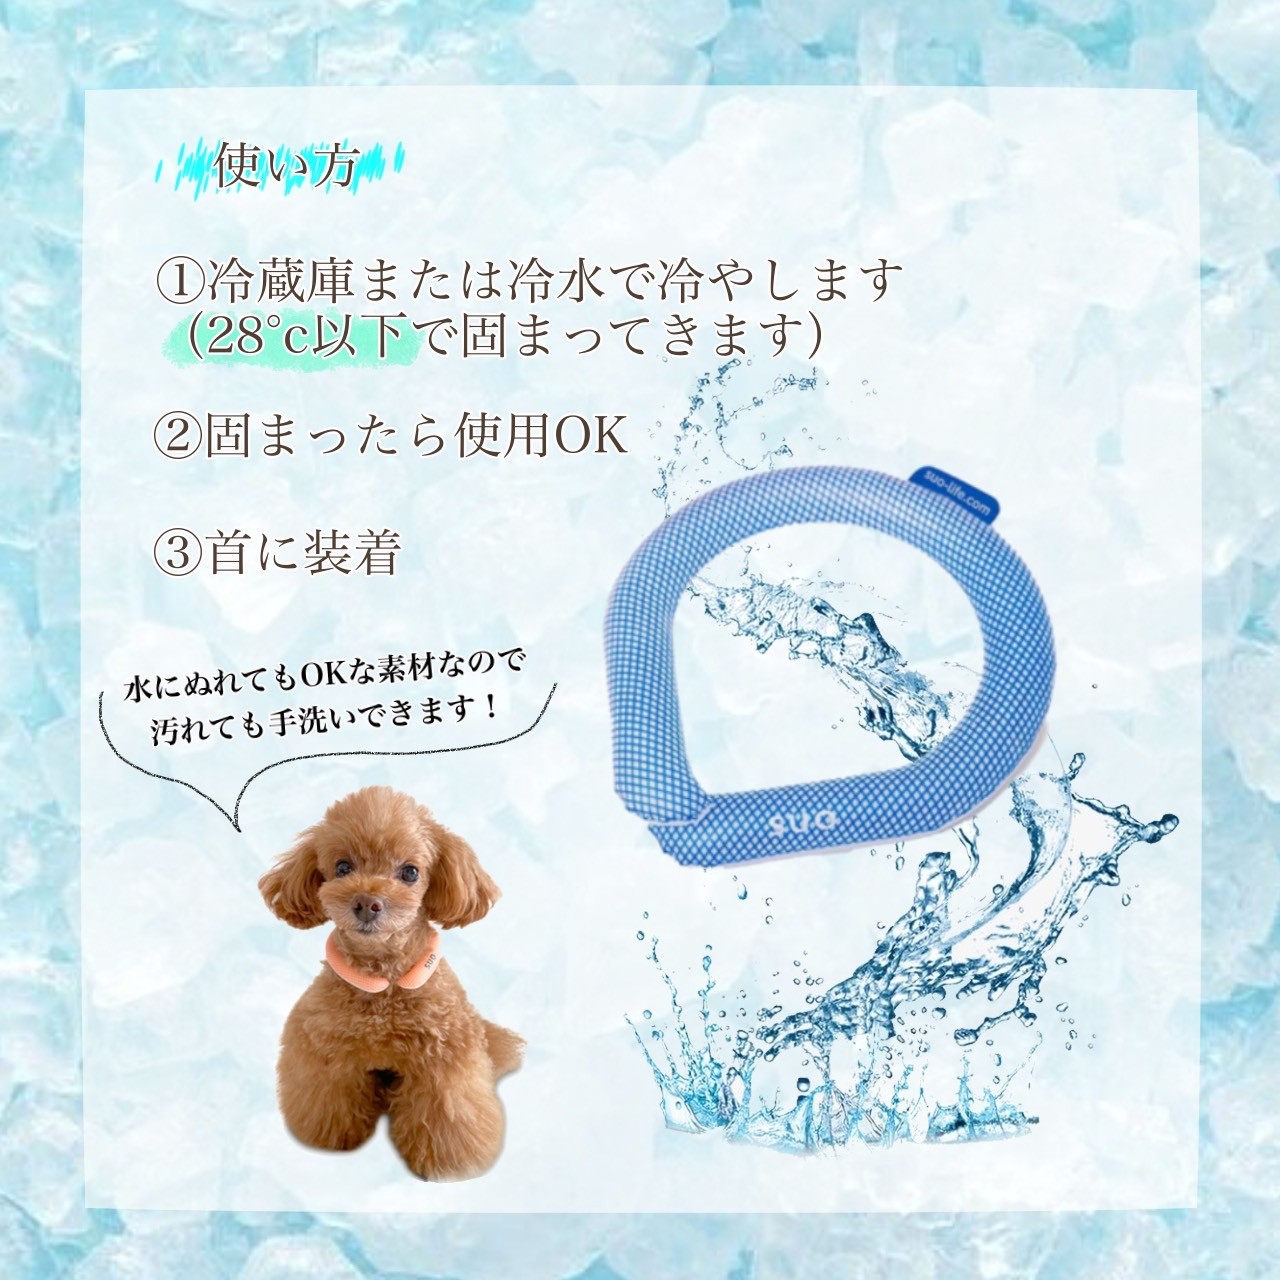 使い方
①冷蔵庫または冷水で冷やします
（28°c以下で固まってきます）
②固まったら使用OK
③首に装着
suo-life.com
suo
水にぬれてもOKな素材なので
汚れても手洗いできます！
suo